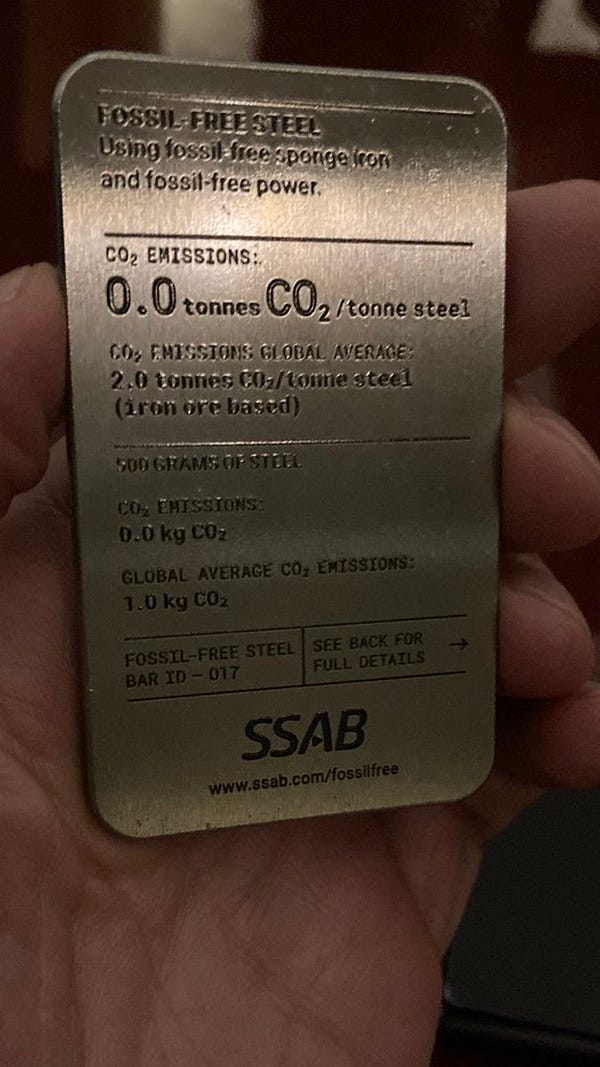 FOSSIL-FREE STEEL
Using fossil-free sponge iron
and fossil-free power.
CO₂ EMISSIONS:
0.0 tonnes CO₂/tonne steel
CO₂ EMISSIONS GLOBAL AVERAGE:
2.0 tonnes CO₂/tonne steel
(iron ore based)
500 GRAMS OF STEEL
CO₂ EMISSIONS:
0.0 kg CO₂
GLOBAL AVERAGE CO₂ EMISSIONS:
1.0 kg CO₂
FOSSIL-FREE STEEL
BAR ID – 017
SEE BACK FOR →
FULL DETAILS
SSAB
www.ssab.com/fossilfree